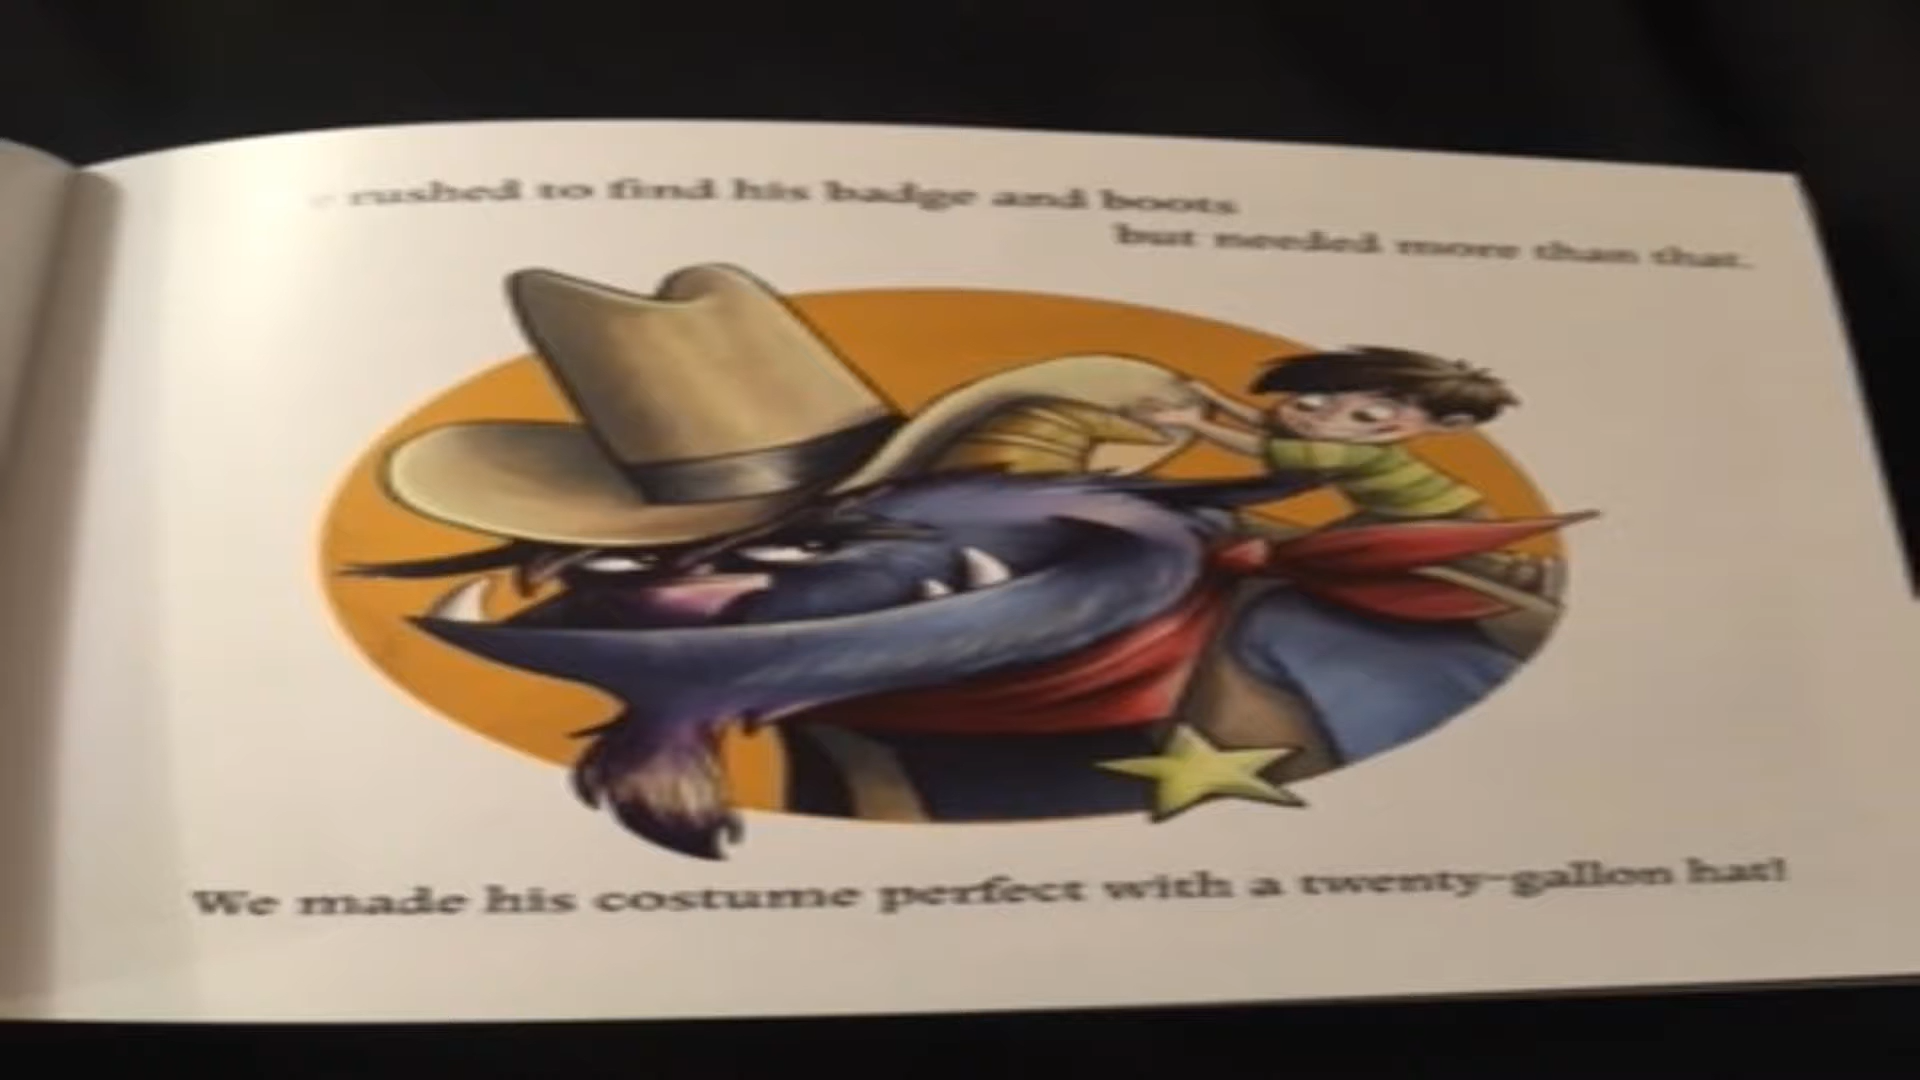 rushed to find his badge and boots
but needed more than that.
We made his costume perfect with a twenty-gallon hat!